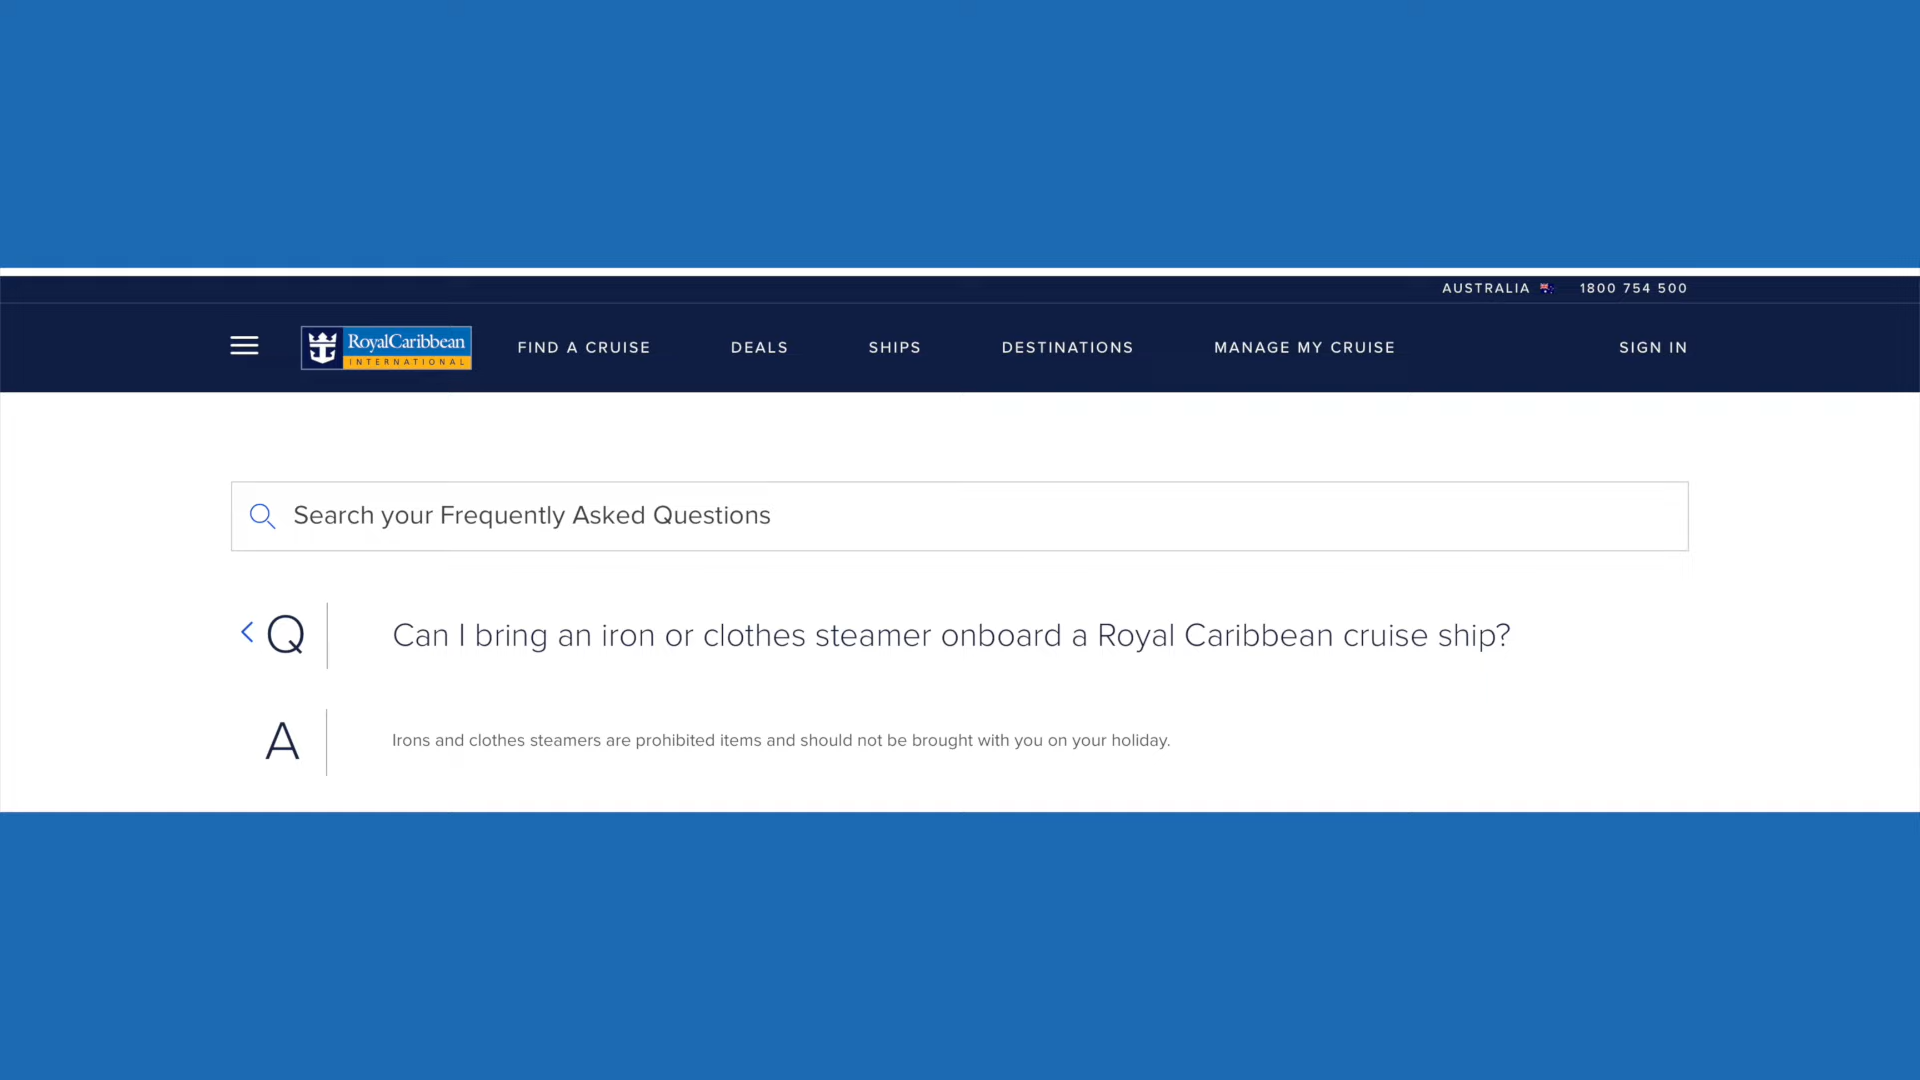 AUSTRALIA 1800 754 500
RoyalCaribbean
INTERNATIONAL
FIND A CRUISE DEALS SHIPS DESTINATIONS MANAGE MY CRUISE SIGN IN
Search your Frequently Asked Questions
Q Can I bring an iron or clothes steamer onboard a Royal Caribbean cruise ship?
A Irons and clothes steamers are prohibited items and should not be brought with you on your holiday.